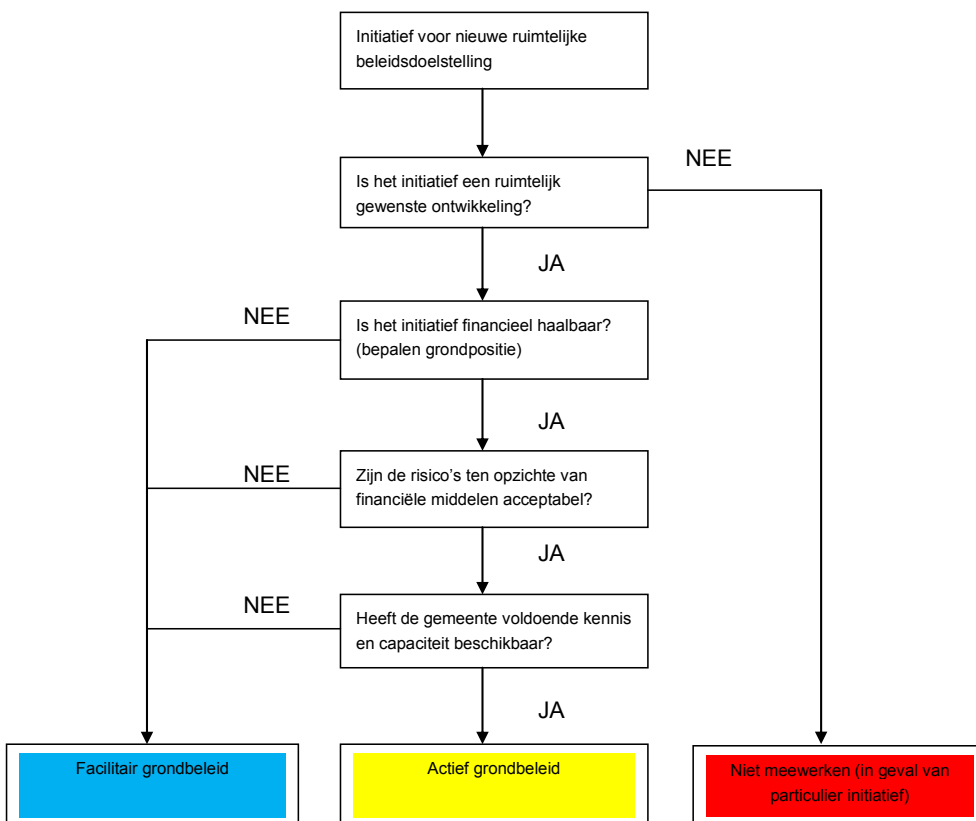 Initiatief voor nieuwe ruimtelijke
beleidsdoelstelling
NEE
Is het initiatief een ruimtelijk
gewenste ontwikkeling?
JA
NEE
Is het initiatief financieel haalbaar?
(bepalen grondpositie)
JA
NEE
Zijn de risico’s ten opzichte van
financiële middelen acceptabel?
JA
NEE
Heeft de gemeente voldoende kennis
en capaciteit beschikbaar?
JA
Facilitair grondbeleid
Actief grondbeleid
Niet meewerken (in geval van
particulier initiatief)